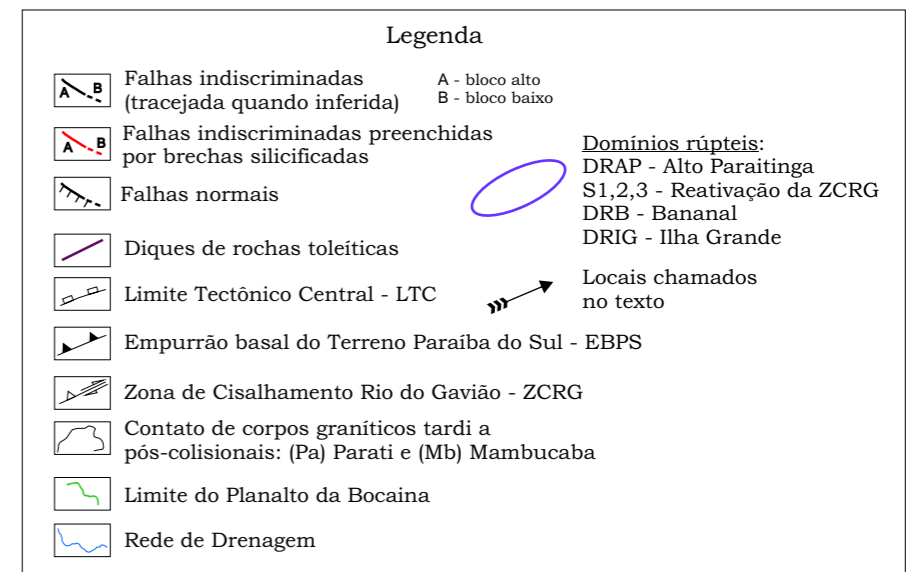 Legenda
A B
Falhas indiscriminadas
(tracejada quando inferida)
A - bloco alto
B - bloco baixo
A B
Falhas indiscriminadas preenchidas
por brechas silicificadas
Falhas normais
Diques de rochas toleíticas
Limite Tectônico Central - LTC
Empurrão basal do Terreno Paraíba do Sul - EBPS
Zona de Cisalhamento Rio do Gavião - ZCRG
Contato de corpos graníticos tardi a
pós-colisionais: (Pa) Parati e (Mb) Mambucaba
Limite do Planalto da Bocaina
Rede de Drenagem
Domínios rúpteis:
DRAP - Alto Paraitinga
S1,2,3 - Reativação da ZCRG
DRB - Bananal
DRIG - Ilha Grande
Locais chamados
no texto